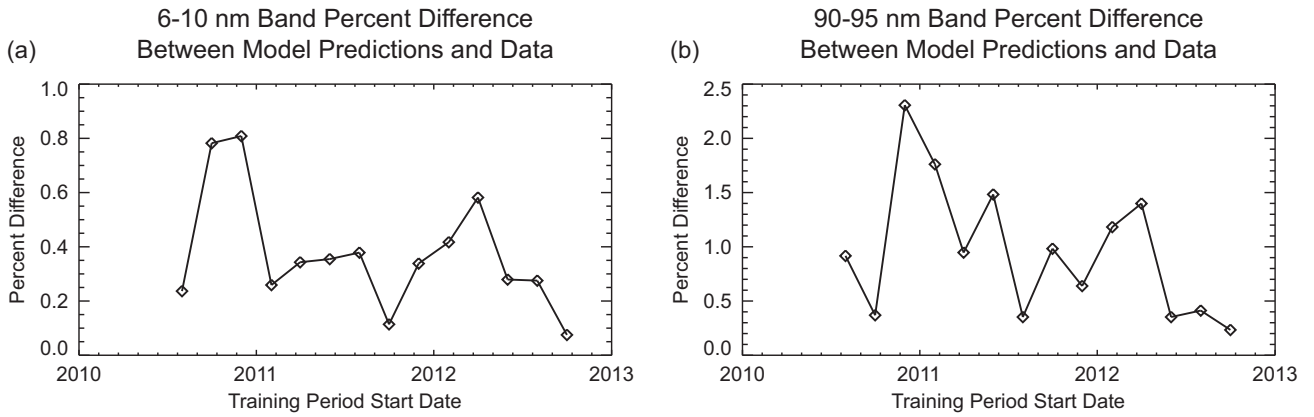 (a)
6-10 nm Band Percent Difference
Between Model Predictions and Data
Percent Difference
1.0
0.8
0.6
0.4
0.2
0.0
2010
2011
2012
2013
Training Period Start Date
(b)
90-95 nm Band Percent Difference
Between Model Predictions and Data
Percent Difference
2.5
2.0
1.5
1.0
0.5
0.0
2010
2011
2012
2013
Training Period Start Date